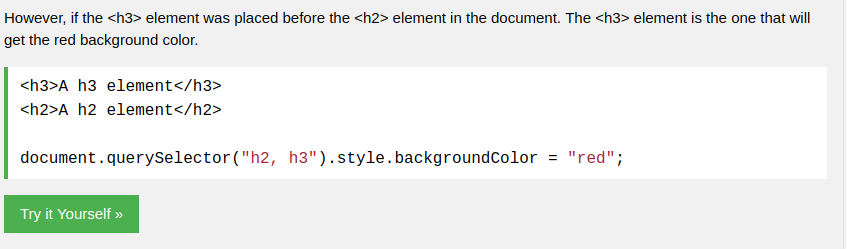 However, if the <h3> element was placed before the <h2> element in the document. The <h3> element is the one that will
get the red background color.
<h3>A h3 element</h3>
<h2>A h2 element</h2>
document.querySelector("h2, h3").style.backgroundColor = "red";
Try it Yourself »